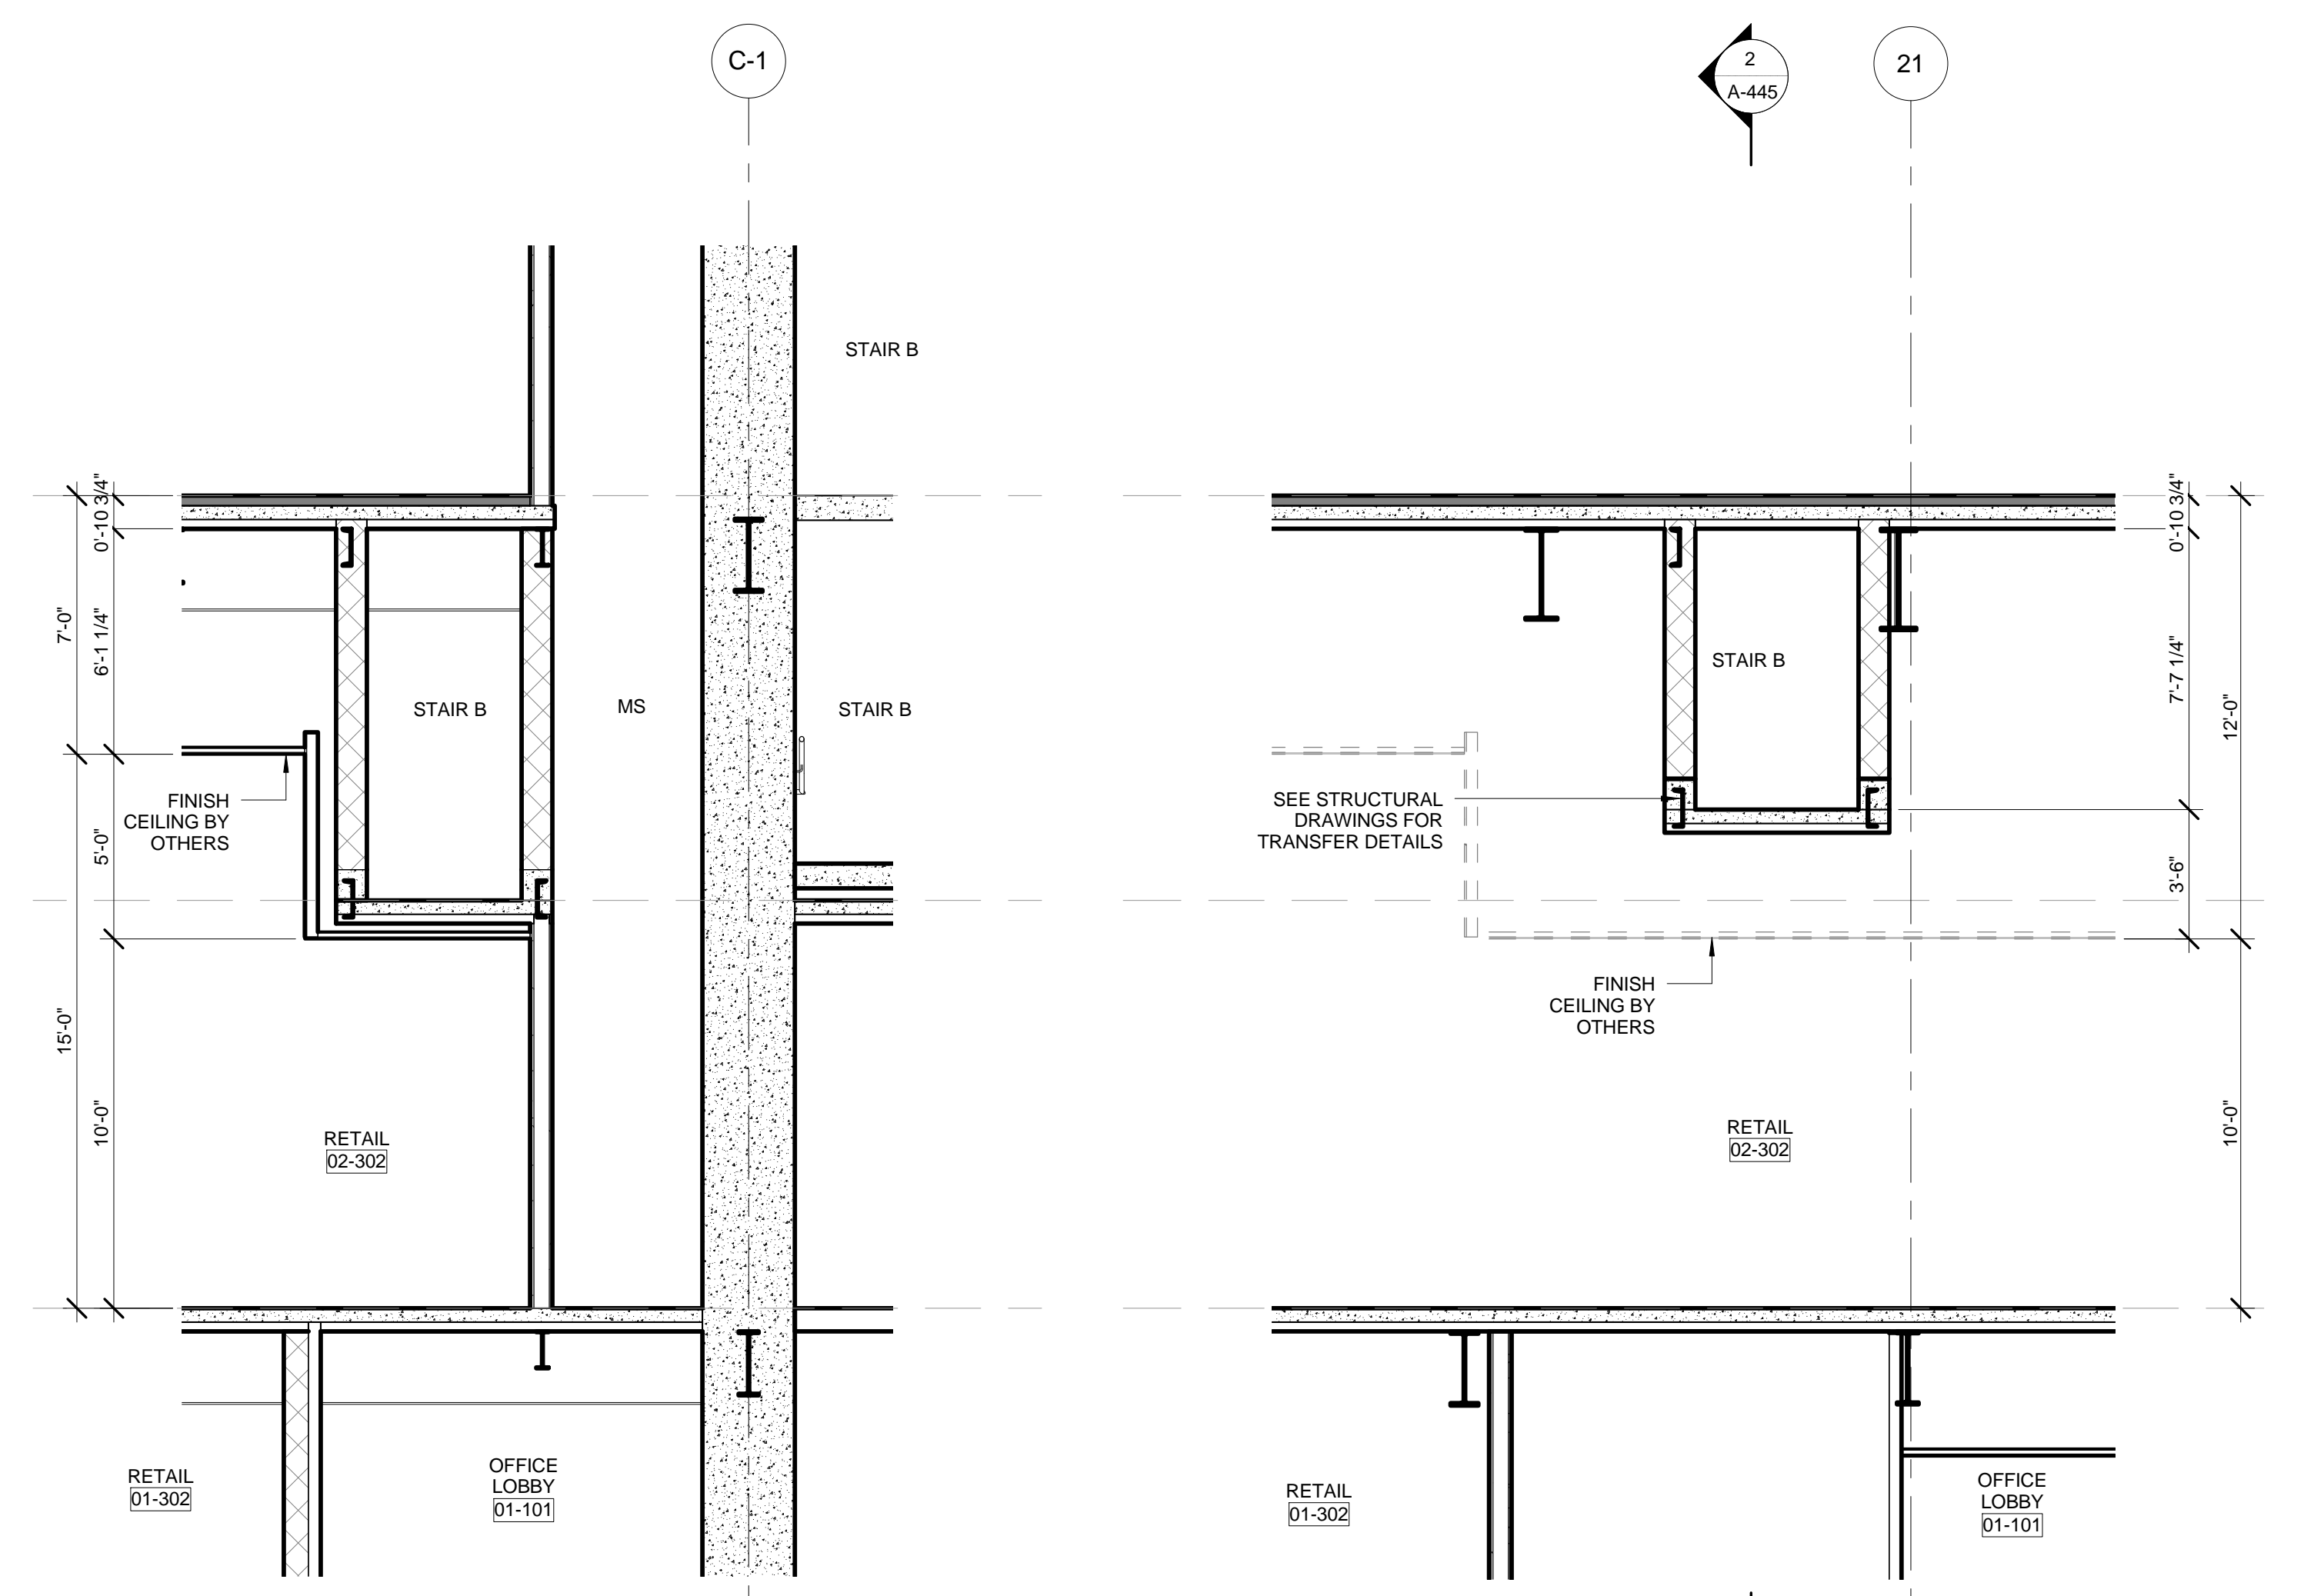 C-1
2
A-445
21
STAIR B
0'-10 3/4"
7'-0"
6'-1 1/4"
STAIR B
MS
STAIR B
FINISH
CEILING BY
OTHERS
5'-0"
15'-0"
10'-0"
RETAIL
02-302
RETAIL
01-302
OFFICE
LOBBY
01-101
0'-10 3/4"
STAIR B
7'-7 1/4"
12'-0"
SEE STRUCTURAL
DRAWINGS FOR
TRANSFER DETAILS
3'-6"
FINISH
CEILING BY
OTHERS
RETAIL
02-302
10'-0"
RETAIL
01-302
OFFICE
LOBBY
01-101